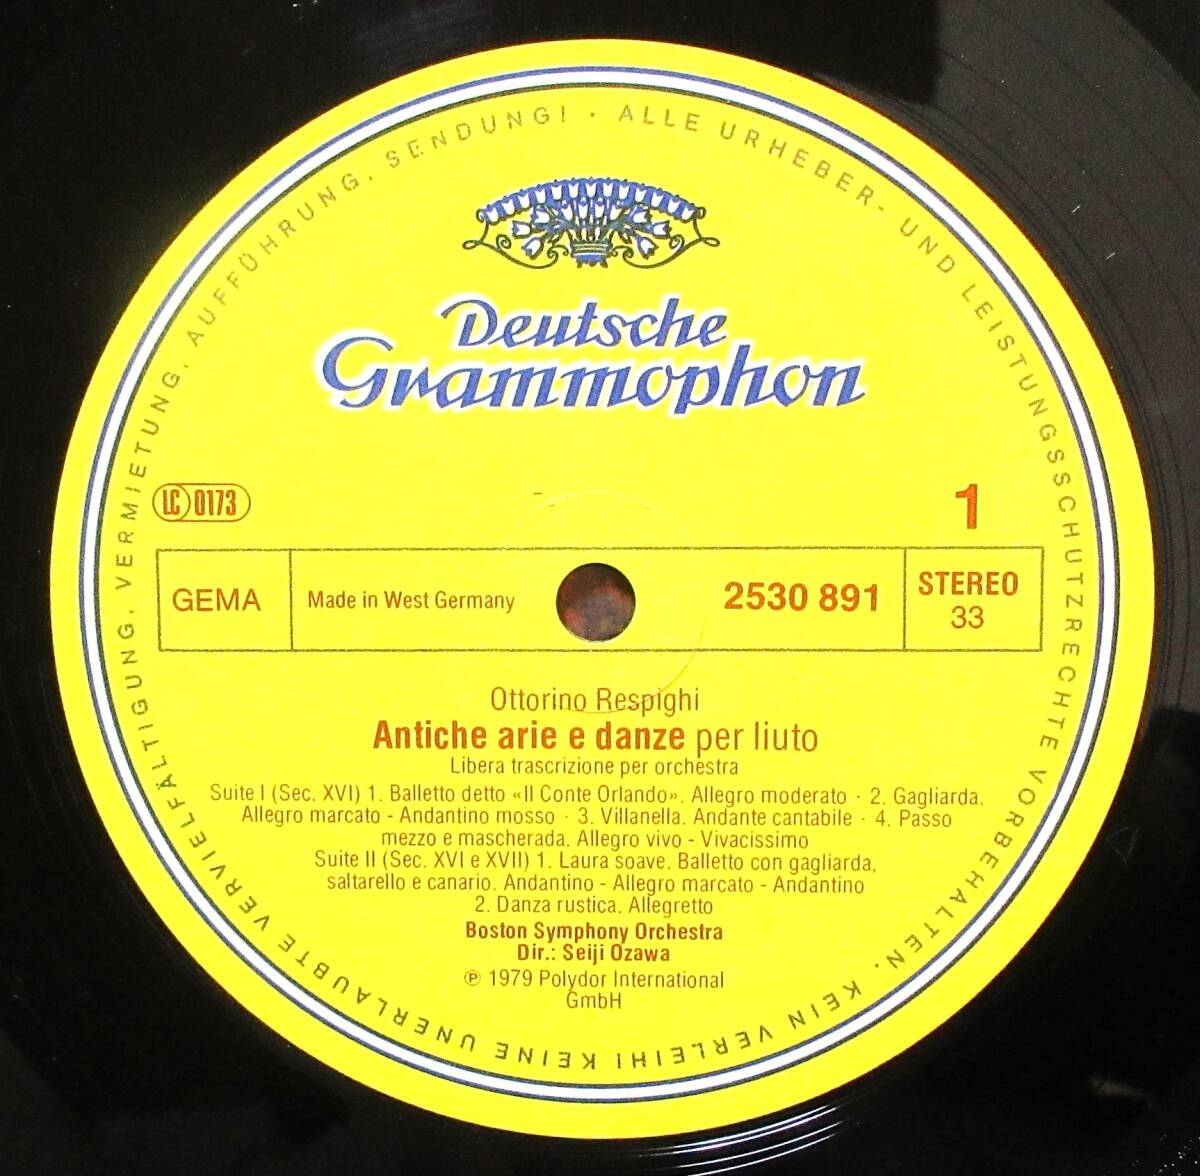 ALLE URHEBER- UND LEISTUNGSSCHUTZRECHTE VORBEHALTEN · KEIN VERLEIH! KEINE UNERLAUBTE VERVIELFÄLTIGUNG, VERMIETUNG, AUFFÜHRUNG, SENDUNG! ·
Deutsche
Grammophon
LC 0173
1
GEMA
Made in West Germany
2530 891
STEREO
33
Ottorino Respighi
Antiche arie e danze per liuto
Libera trascrizione per orchestra
Suite I (Sec. XVI) 1. Balletto detto «Il Conte Orlando». Allegro moderato · 2. Gagliarda.
Allegro marcato - Andantino mosso · 3. Villanella. Andante cantabile · 4. Passo
mezzo e mascherada. Allegro vivo - Vivacissimo
Suite II (Sec. XVI e XVII) 1. Laura soave. Balletto con gagliarda,
saltarello e canario. Andantino - Allegro marcato - Andantino
2. Danza rustica. Allegretto
Boston Symphony Orchestra
Dir.: Seiji Ozawa
℗ 1979 Polydor International
GmbH